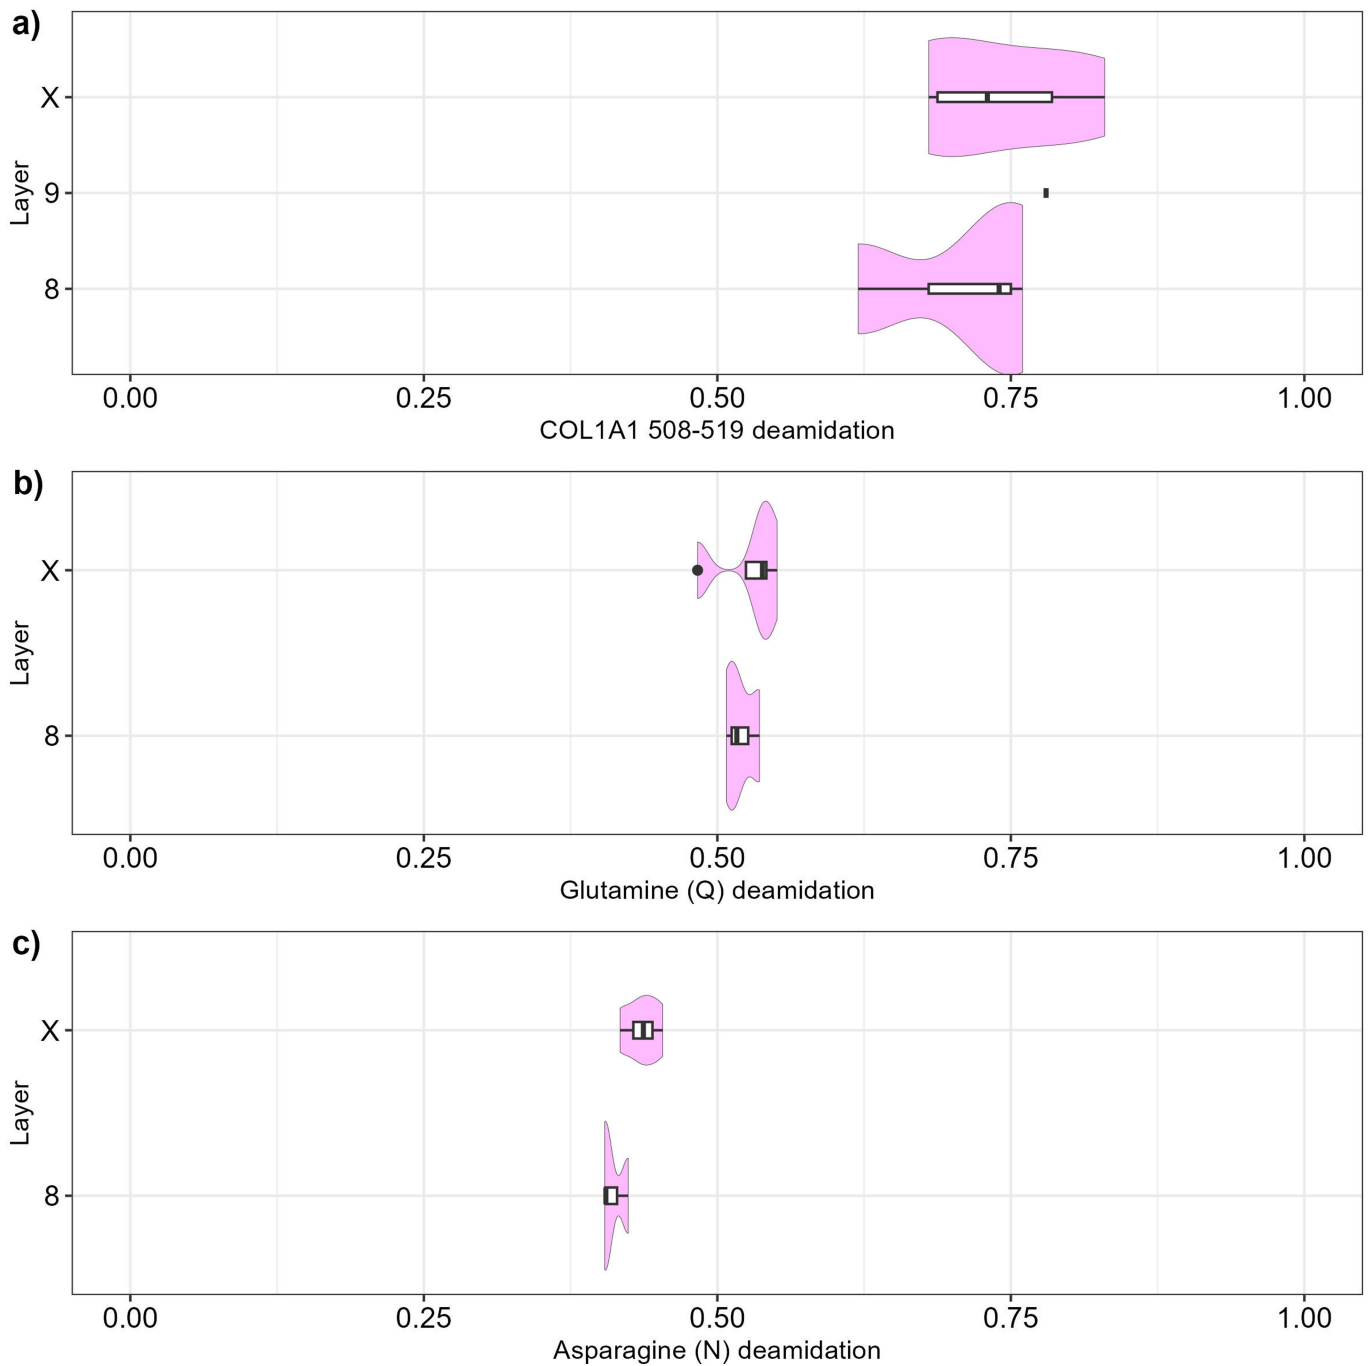 a)
Layer
X
9
8
0.00 0.25 0.50 0.75 1.00
COL1A1 508-519 deamidation
b)
Layer
X
8
0.00 0.25 0.50 0.75 1.00
Glutamine (Q) deamidation
c)
Layer
X
8
0.00 0.25 0.50 0.75 1.00
Asparagine (N) deamidation